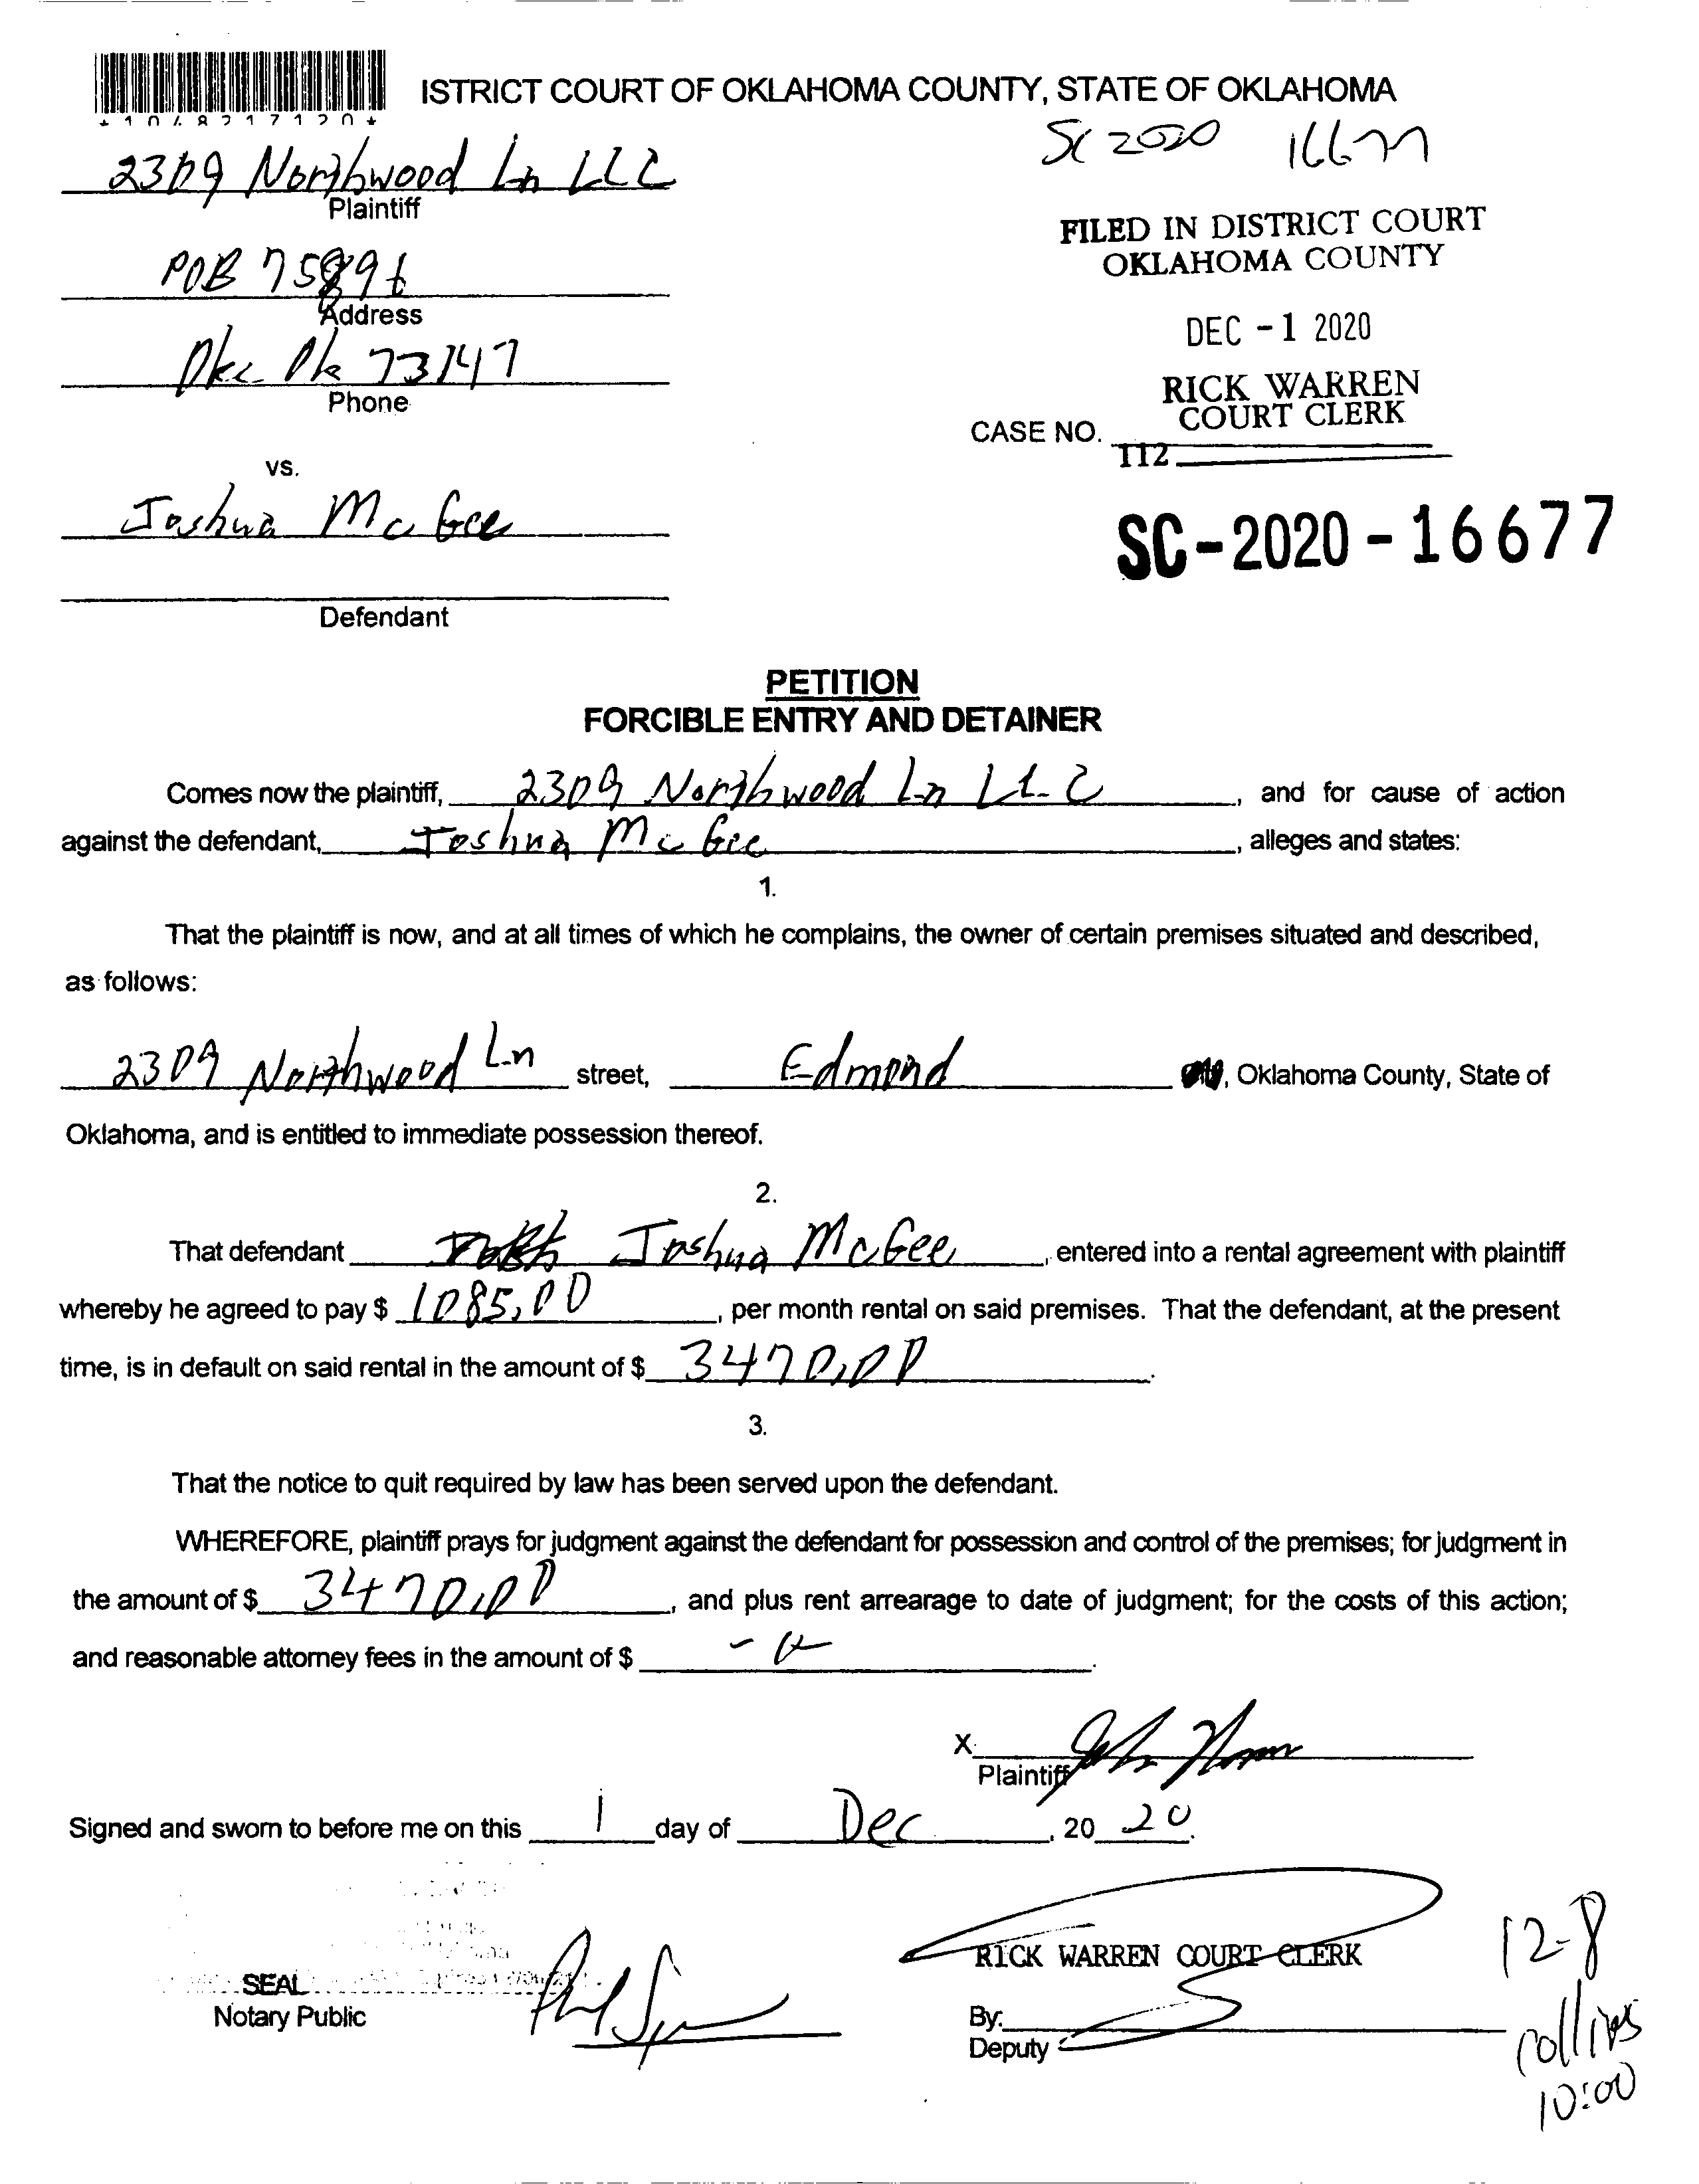 ISTRICT COURT OF OKLAHOMA COUNTY, STATE OF OKLAHOMA
*1048217120*
SC 2020 16677
2309 Northwood Ln LLC
Plaintiff
FILED IN DISTRICT COURT
OKLAHOMA COUNTY
POB 75896
Address
DEC -1 2020
Okc Ok 73147
Phone
RICK WARREN
COURT CLERK
CASE NO.
112
vs.
Joshua McGee
SC-2020-16677
Defendant
PETITION
FORCIBLE ENTRY AND DETAINER
Comes now the plaintiff, 2309 Northwood Ln LLC, and for cause of action
against the defendant, Joshua McGee, alleges and states:
1.
That the plaintiff is now, and at all times of which he complains, the owner of certain premises situated and described,
as follows:
2309 Northwood Ln street, Edmond, Oklahoma County, State of
Oklahoma, and is entitled to immediate possession thereof.
2.
That defendant Joshua McGee, entered into a rental agreement with plaintiff
whereby he agreed to pay $ 1085.00, per month rental on said premises. That the defendant, at the present
time, is in default on said rental in the amount of $ 3470.00.
3.
That the notice to quit required by law has been served upon the defendant.
WHEREFORE, plaintiff prays for judgment against the defendant for possession and control of the premises; for judgment in
the amount of $ 3470.00, and plus rent arrearage to date of judgment; for the costs of this action;
and reasonable attorney fees in the amount of $
X
Plaintiff
Signed and sworn to before me on this 1 day of Dec, 20 20.
RICK WARREN COURT CLERK
12-8
SEAL
Notary Public
By:
Deputy
collins
10:00